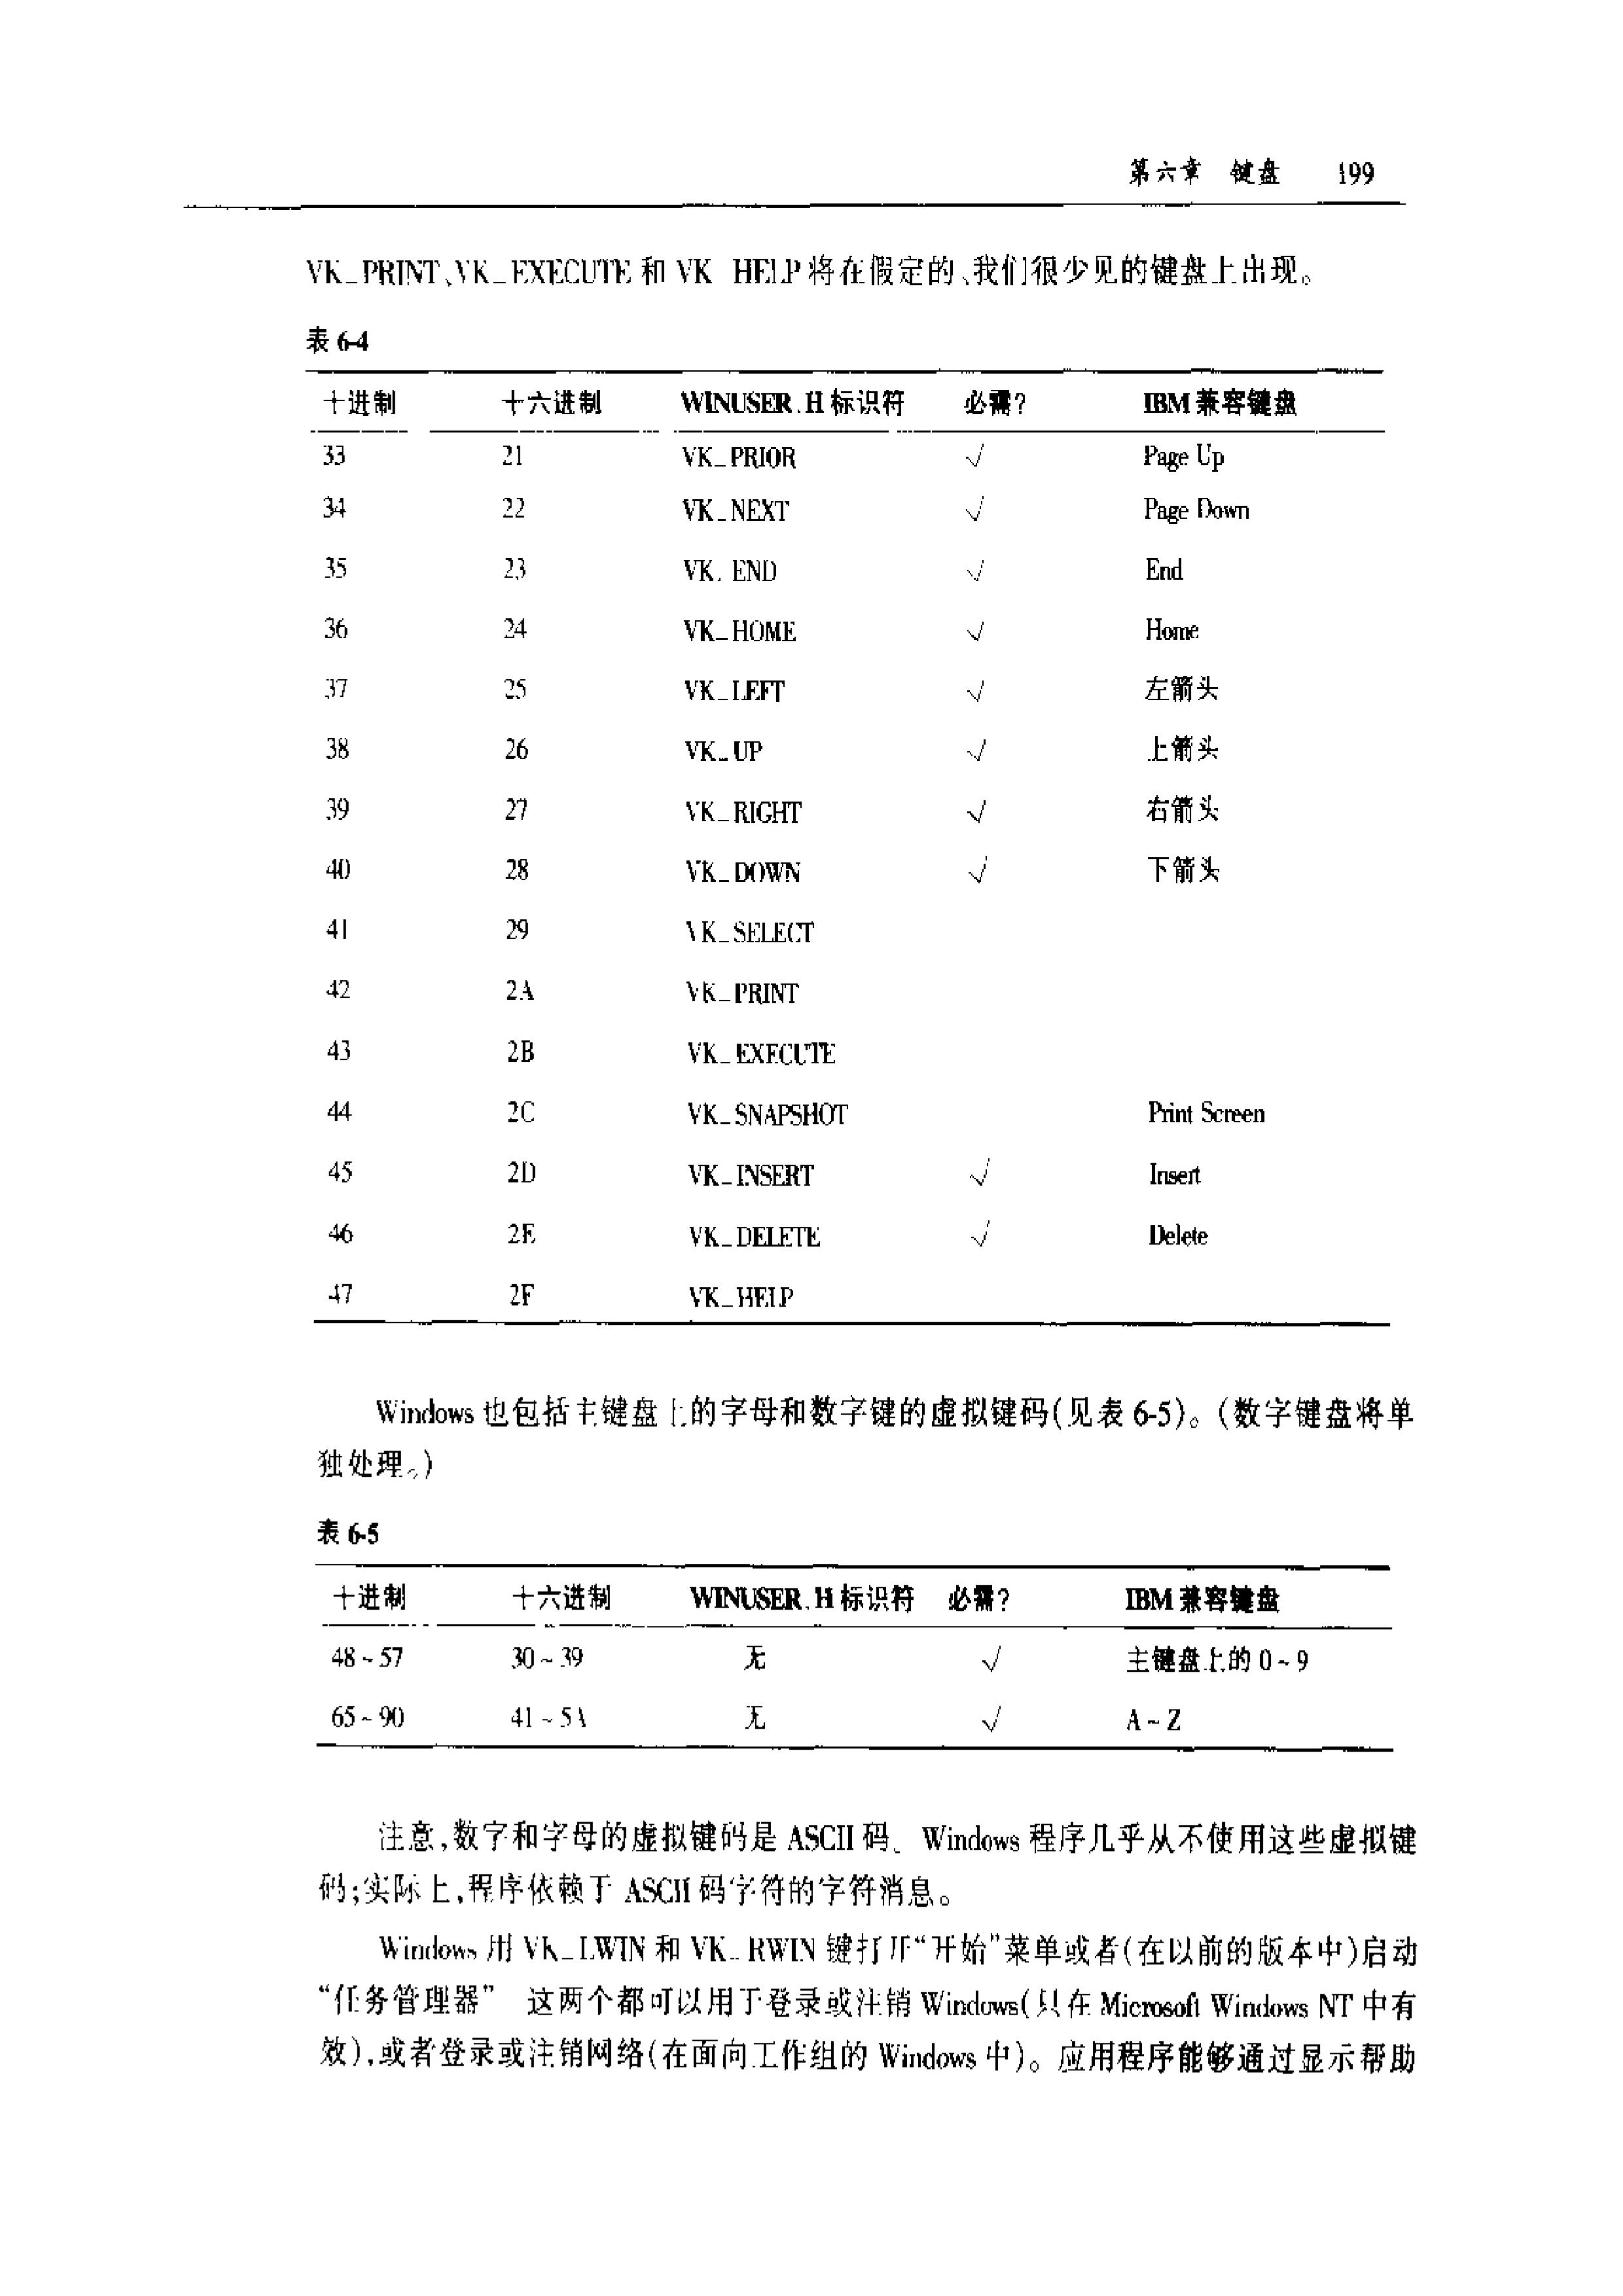 第六章 键盘 199
VK_PRINT、VK_EXECUTE 和 VK HELP 将在假定的、我们很少见的键盘上出现。
表 6-4
十进制 十六进制 WINUSER.H 标识符 必需? IBM 兼容键盘
33 21 VK_PRIOR √ Page Up
34 22 VK_NEXT √ Page Down
35 23 VK_END √ End
36 24 VK_HOME √ Home
37 25 VK_LEFT √ 左箭头
38 26 VK_UP √ 上箭头
39 27 VK_RIGHT √ 右箭头
40 28 VK_DOWN √ 下箭头
41 29 VK_SELECT
42 2A VK_PRINT
43 2B VK_EXECUTE
44 2C VK_SNAPSHOT Print Screen
45 2D VK_INSERT √ Insert
46 2E VK_DELETE √ Delete
47 2F VK_HELP
Windows 也包括主键盘上的字母和数字键的虚拟键码(见表 6-5)。(数字键盘将单
独处理。)
表 6-5
十进制 十六进制 WINUSER.H 标识符 必需? IBM 兼容键盘
48~57 30~39 无 √ 主键盘上的 0~9
65~90 41~5A 无 √ A~Z
注意,数字和字母的虚拟键码是 ASCII 码。Windows 程序几乎从不使用这些虚拟键
码;实际上,程序依赖于 ASCII 码字符的字符消息。
Windows 用 VK_LWIN 和 VK_RWIN 键打开“开始”菜单或者(在以前的版本中)启动
“任务管理器” 这两个都可以用于登录或注销 Windows(只在 Microsoft Windows NT 中有
效),或者登录或注销网络(在面向工作组的 Windows 中)。应用程序能够通过显示帮助